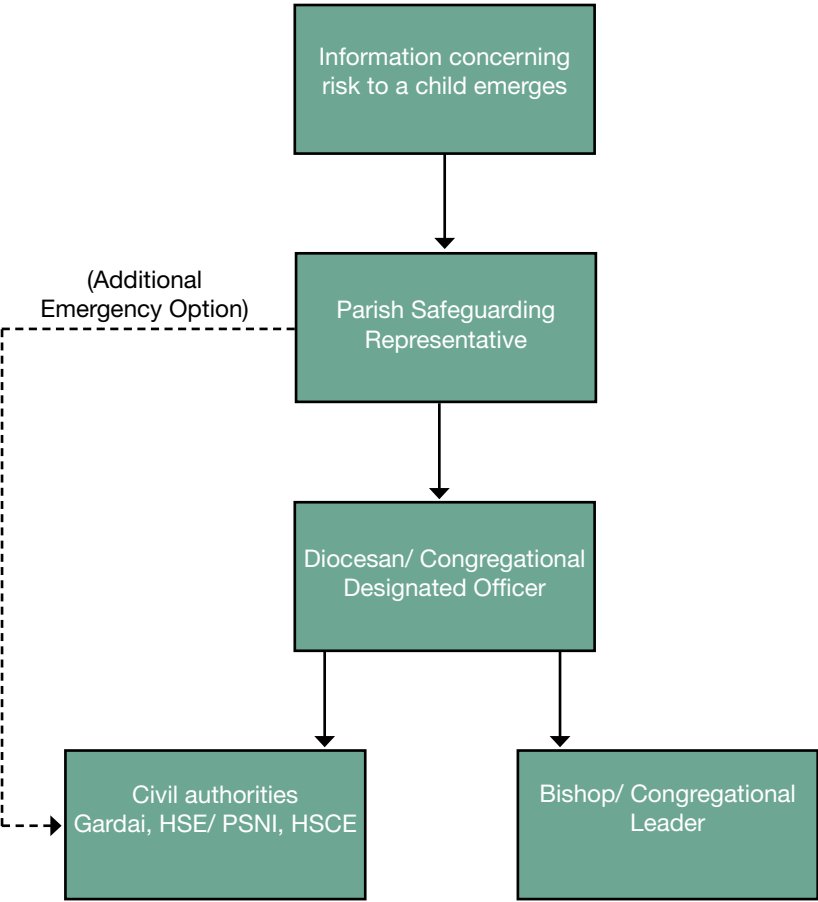 Information concerning
risk to a child emerges
(Additional
Emergency Option)
Parish Safeguarding
Representative
Diocesan/ Congregational
Designated Officer
Civil authorities
Gardai, HSE/ PSNI, HSCE
Bishop/ Congregational
Leader